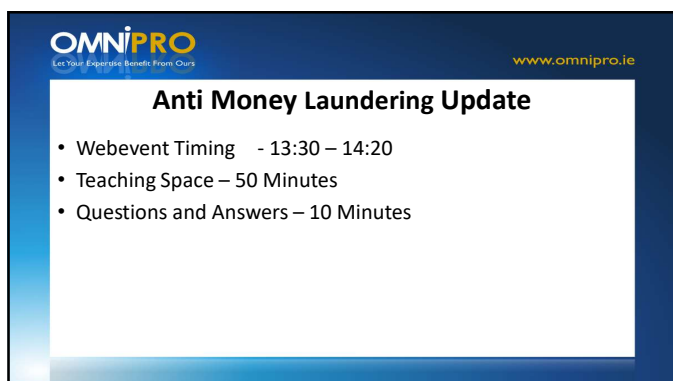 OMNIPRO
Let Your Expertise Benefit From Ours
www.omnipro.ie
Anti Money Laundering Update
• Webevent Timing - 13:30 – 14:20
• Teaching Space – 50 Minutes
• Questions and Answers – 10 Minutes